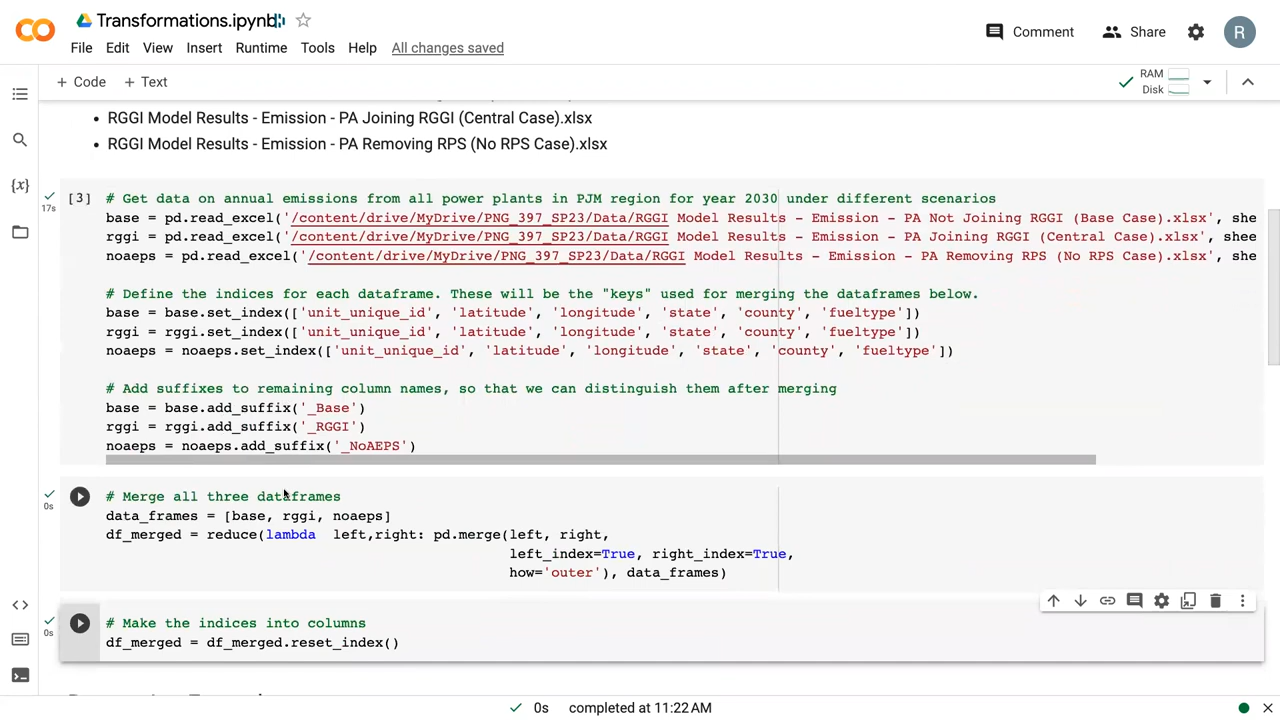 Transformations.ipynb
File Edit View Insert Runtime Tools Help All changes saved
Comment Share R
+ Code + Text
RAM
Disk
• RGGI Model Results - Emission - PA Joining RGGI (Central Case).xlsx
• RGGI Model Results - Emission - PA Removing RPS (No RPS Case).xlsx
17s
[3] # Get data on annual emissions from all power plants in PJM region for year 2030 under different scenarios
base = pd.read_excel('/content/drive/MyDrive/PNG_397_SP23/Data/RGGI Model Results - Emission - PA Not Joining RGGI (Base Case).xlsx', she
rggi = pd.read_excel('/content/drive/MyDrive/PNG_397_SP23/Data/RGGI Model Results - Emission - PA Joining RGGI (Central Case).xlsx', shee
noaeps = pd.read_excel('/content/drive/MyDrive/PNG_397_SP23/Data/RGGI Model Results - Emission - PA Removing RPS (No RPS Case).xlsx', she
# Define the indices for each dataframe. These will be the "keys" used for merging the dataframes below.
base = base.set_index(['unit_unique_id', 'latitude', 'longitude', 'state', 'county', 'fueltype'])
rggi = rggi.set_index(['unit_unique_id', 'latitude', 'longitude', 'state', 'county', 'fueltype'])
noaeps = noaeps.set_index(['unit_unique_id', 'latitude', 'longitude', 'state', 'county', 'fueltype'])
# Add suffixes to remaining column names, so that we can distinguish them after merging
base = base.add_suffix('_Base')
rggi = rggi.add_suffix('_RGGI')
noaeps = noaeps.add_suffix('_NoAEPS')
0s
# Merge all three dataframes
data_frames = [base, rggi, noaeps]
df_merged = reduce(lambda left,right: pd.merge(left, right,
left_index=True, right_index=True,
how='outer'), data_frames)
0s
# Make the indices into columns
df_merged = df_merged.reset_index()
0s completed at 11:22 AM